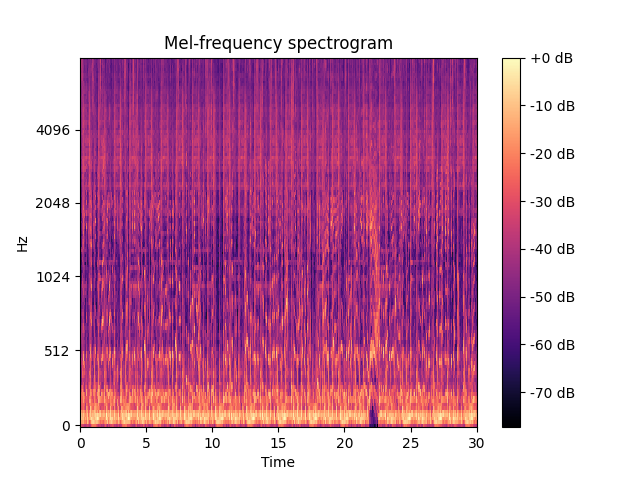 Mel-frequency spectrogram
+0 dB
-10 dB
-20 dB
-30 dB
-40 dB
-50 dB
-60 dB
-70 dB
4096
2048
1024
512
0
Hz
0 5 10 15 20 25 30
Time